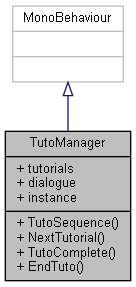 MonoBehaviour
TutoManager
+ tutorials
+ dialogue
+ instance
+ TutoSequence()
+ NextTutorial()
+ TutoComplete()
+ EndTuto()